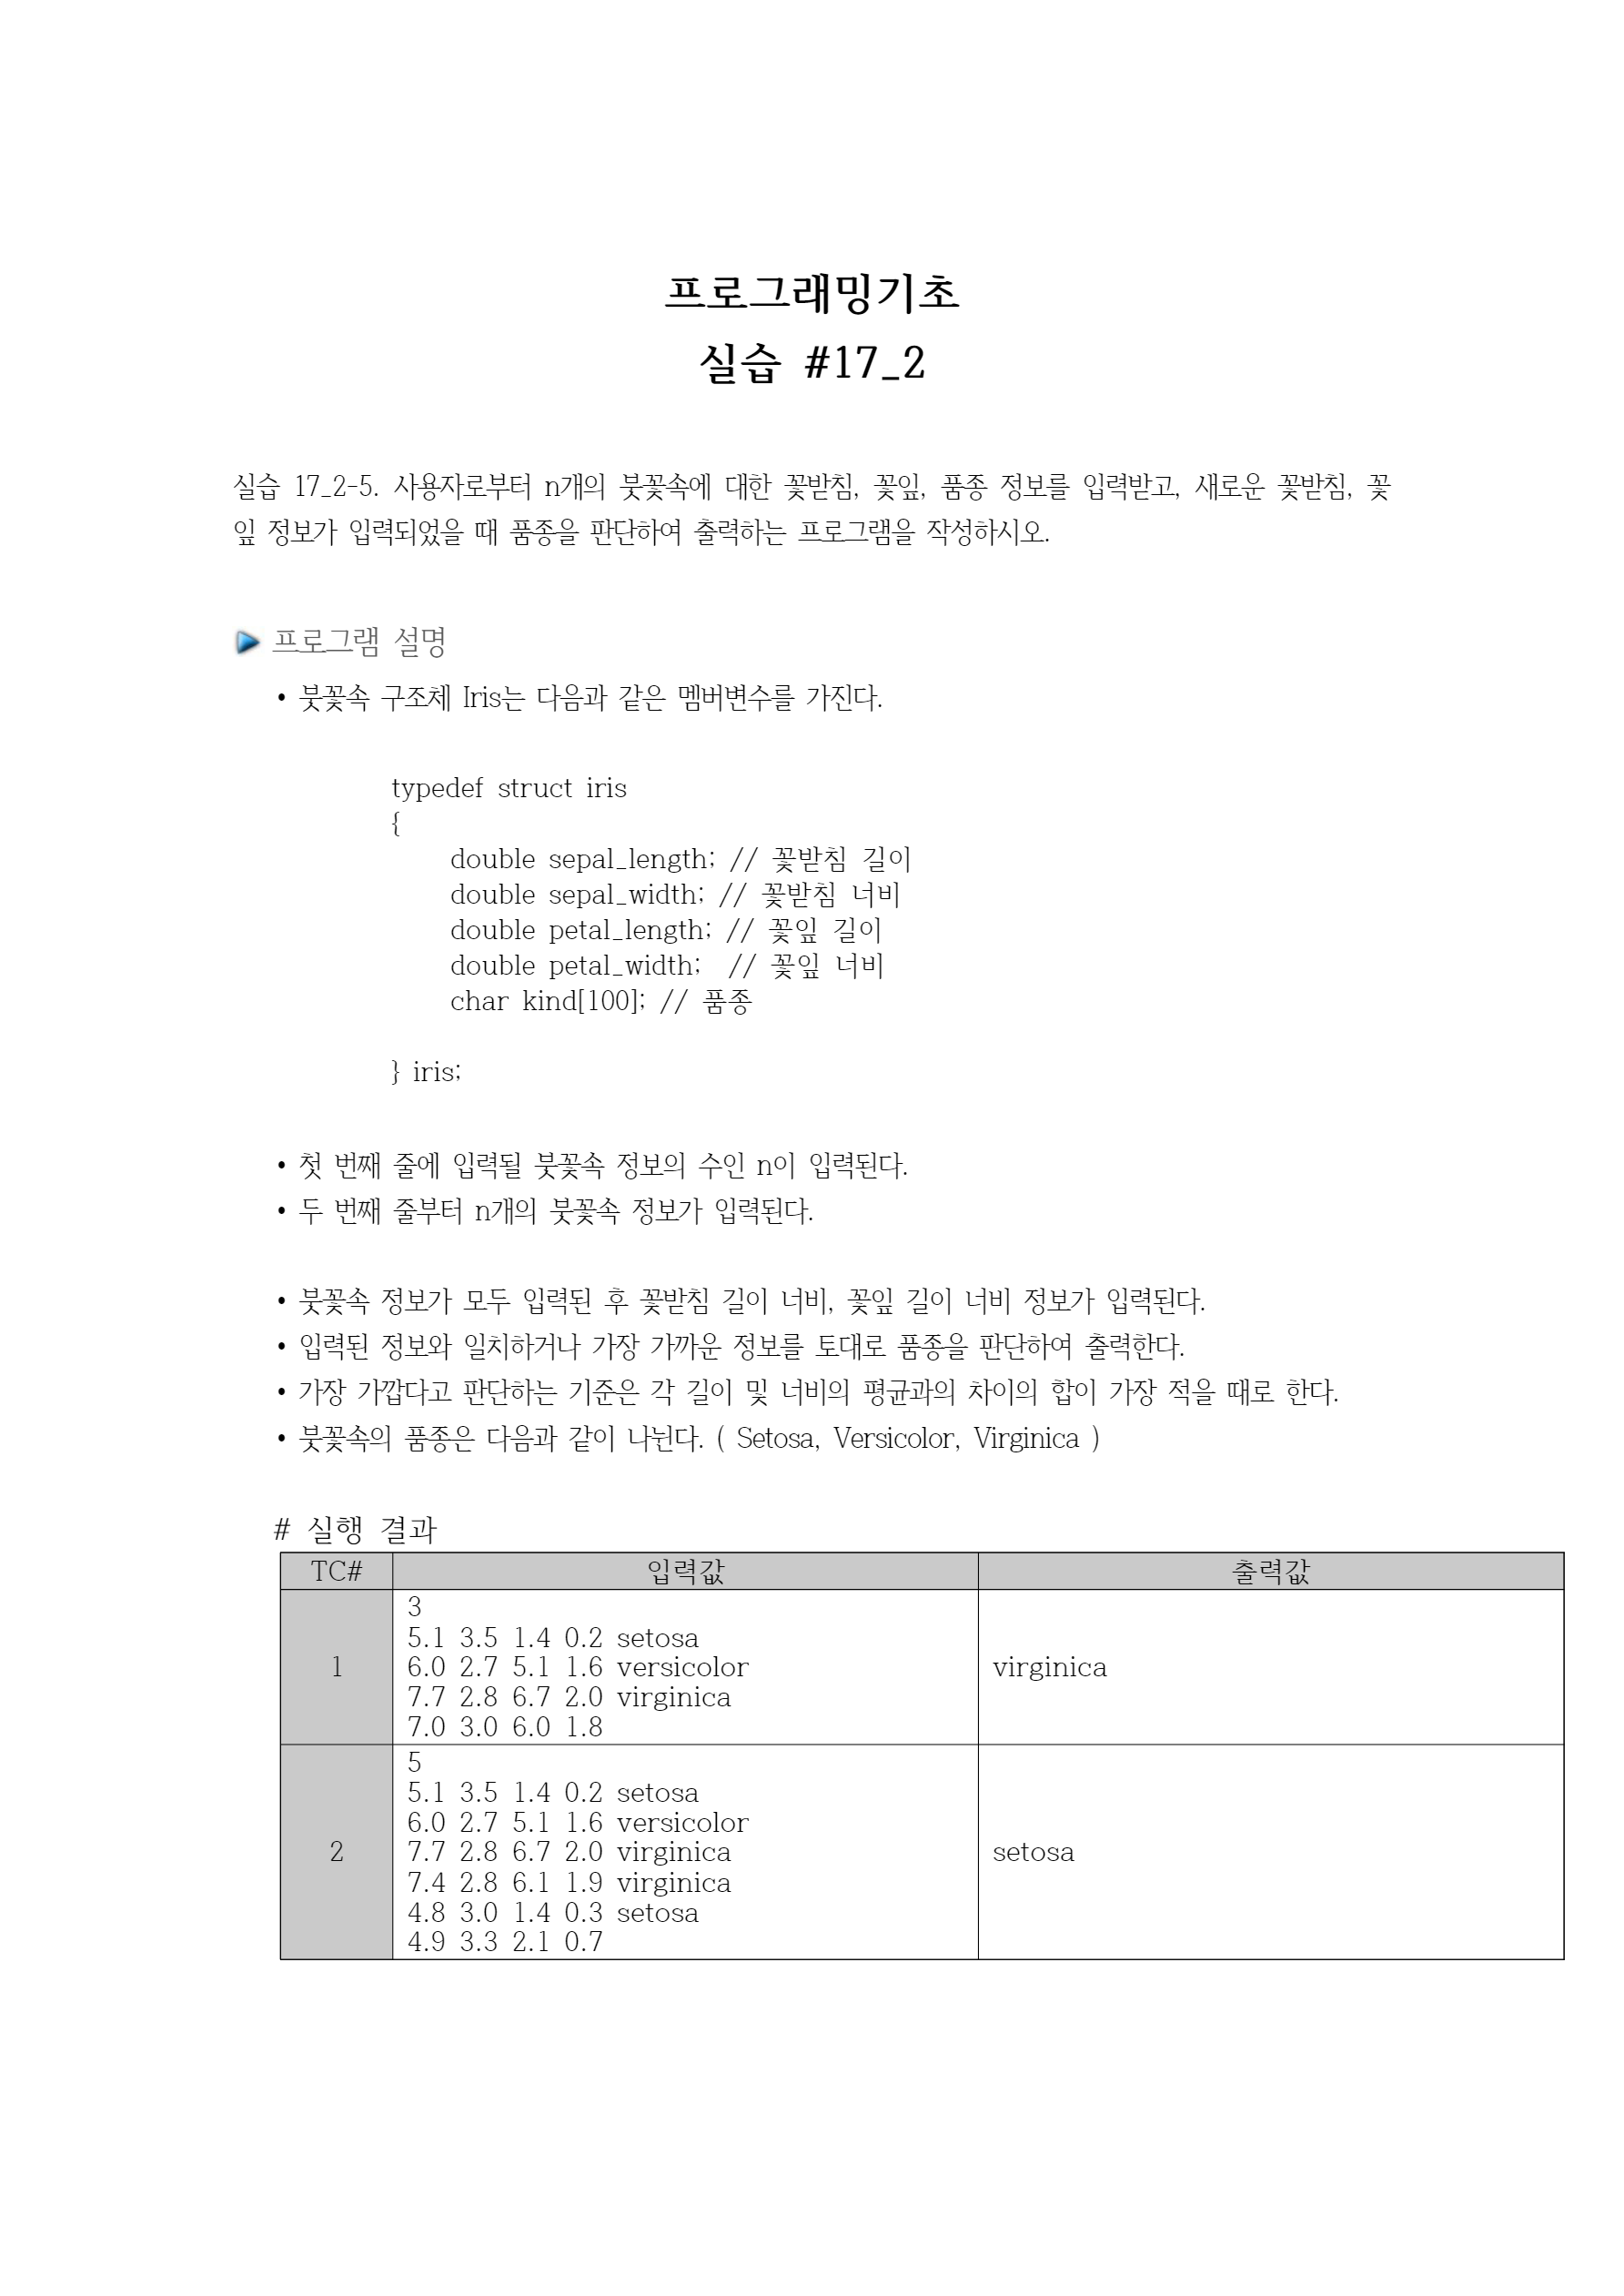 프로그래밍기초
실습 #17_2
실습 17_2-5. 사용자로부터 n개의 붓꽃속에 대한 꽃받침, 꽃잎, 품종 정보를 입력받고, 새로운 꽃받침, 꽃
잎 정보가 입력되었을 때 품종을 판단하여 출력하는 프로그램을 작성하시오.
프로그램 설명
• 붓꽃속 구조체 Iris는 다음과 같은 멤버변수를 가진다.
typedef struct iris
{
double sepal_length; // 꽃받침 길이
double sepal_width; // 꽃받침 너비
double petal_length; // 꽃잎 길이
double petal_width; // 꽃잎 너비
char kind[100]; // 품종
} iris;
• 첫 번째 줄에 입력될 붓꽃속 정보의 수인 n이 입력된다.
• 두 번째 줄부터 n개의 붓꽃속 정보가 입력된다.
• 붓꽃속 정보가 모두 입력된 후 꽃받침 길이 너비, 꽃잎 길이 너비 정보가 입력된다.
• 입력된 정보와 일치하거나 가장 가까운 정보를 토대로 품종을 판단하여 출력한다.
• 가장 가깝다고 판단하는 기준은 각 길이 및 너비의 평균과의 차이의 합이 가장 적을 때로 한다.
• 붓꽃속의 품종은 다음과 같이 나뉜다. ( Setosa, Versicolor, Virginica )
# 실행 결과
TC# 입력값 출력값
3
5.1 3.5 1.4 0.2 setosa
1 6.0 2.7 5.1 1.6 versicolor virginica
7.7 2.8 6.7 2.0 virginica
7.0 3.0 6.0 1.8
5
5.1 3.5 1.4 0.2 setosa
6.0 2.7 5.1 1.6 versicolor
2 7.7 2.8 6.7 2.0 virginica setosa
7.4 2.8 6.1 1.9 virginica
4.8 3.0 1.4 0.3 setosa
4.9 3.3 2.1 0.7